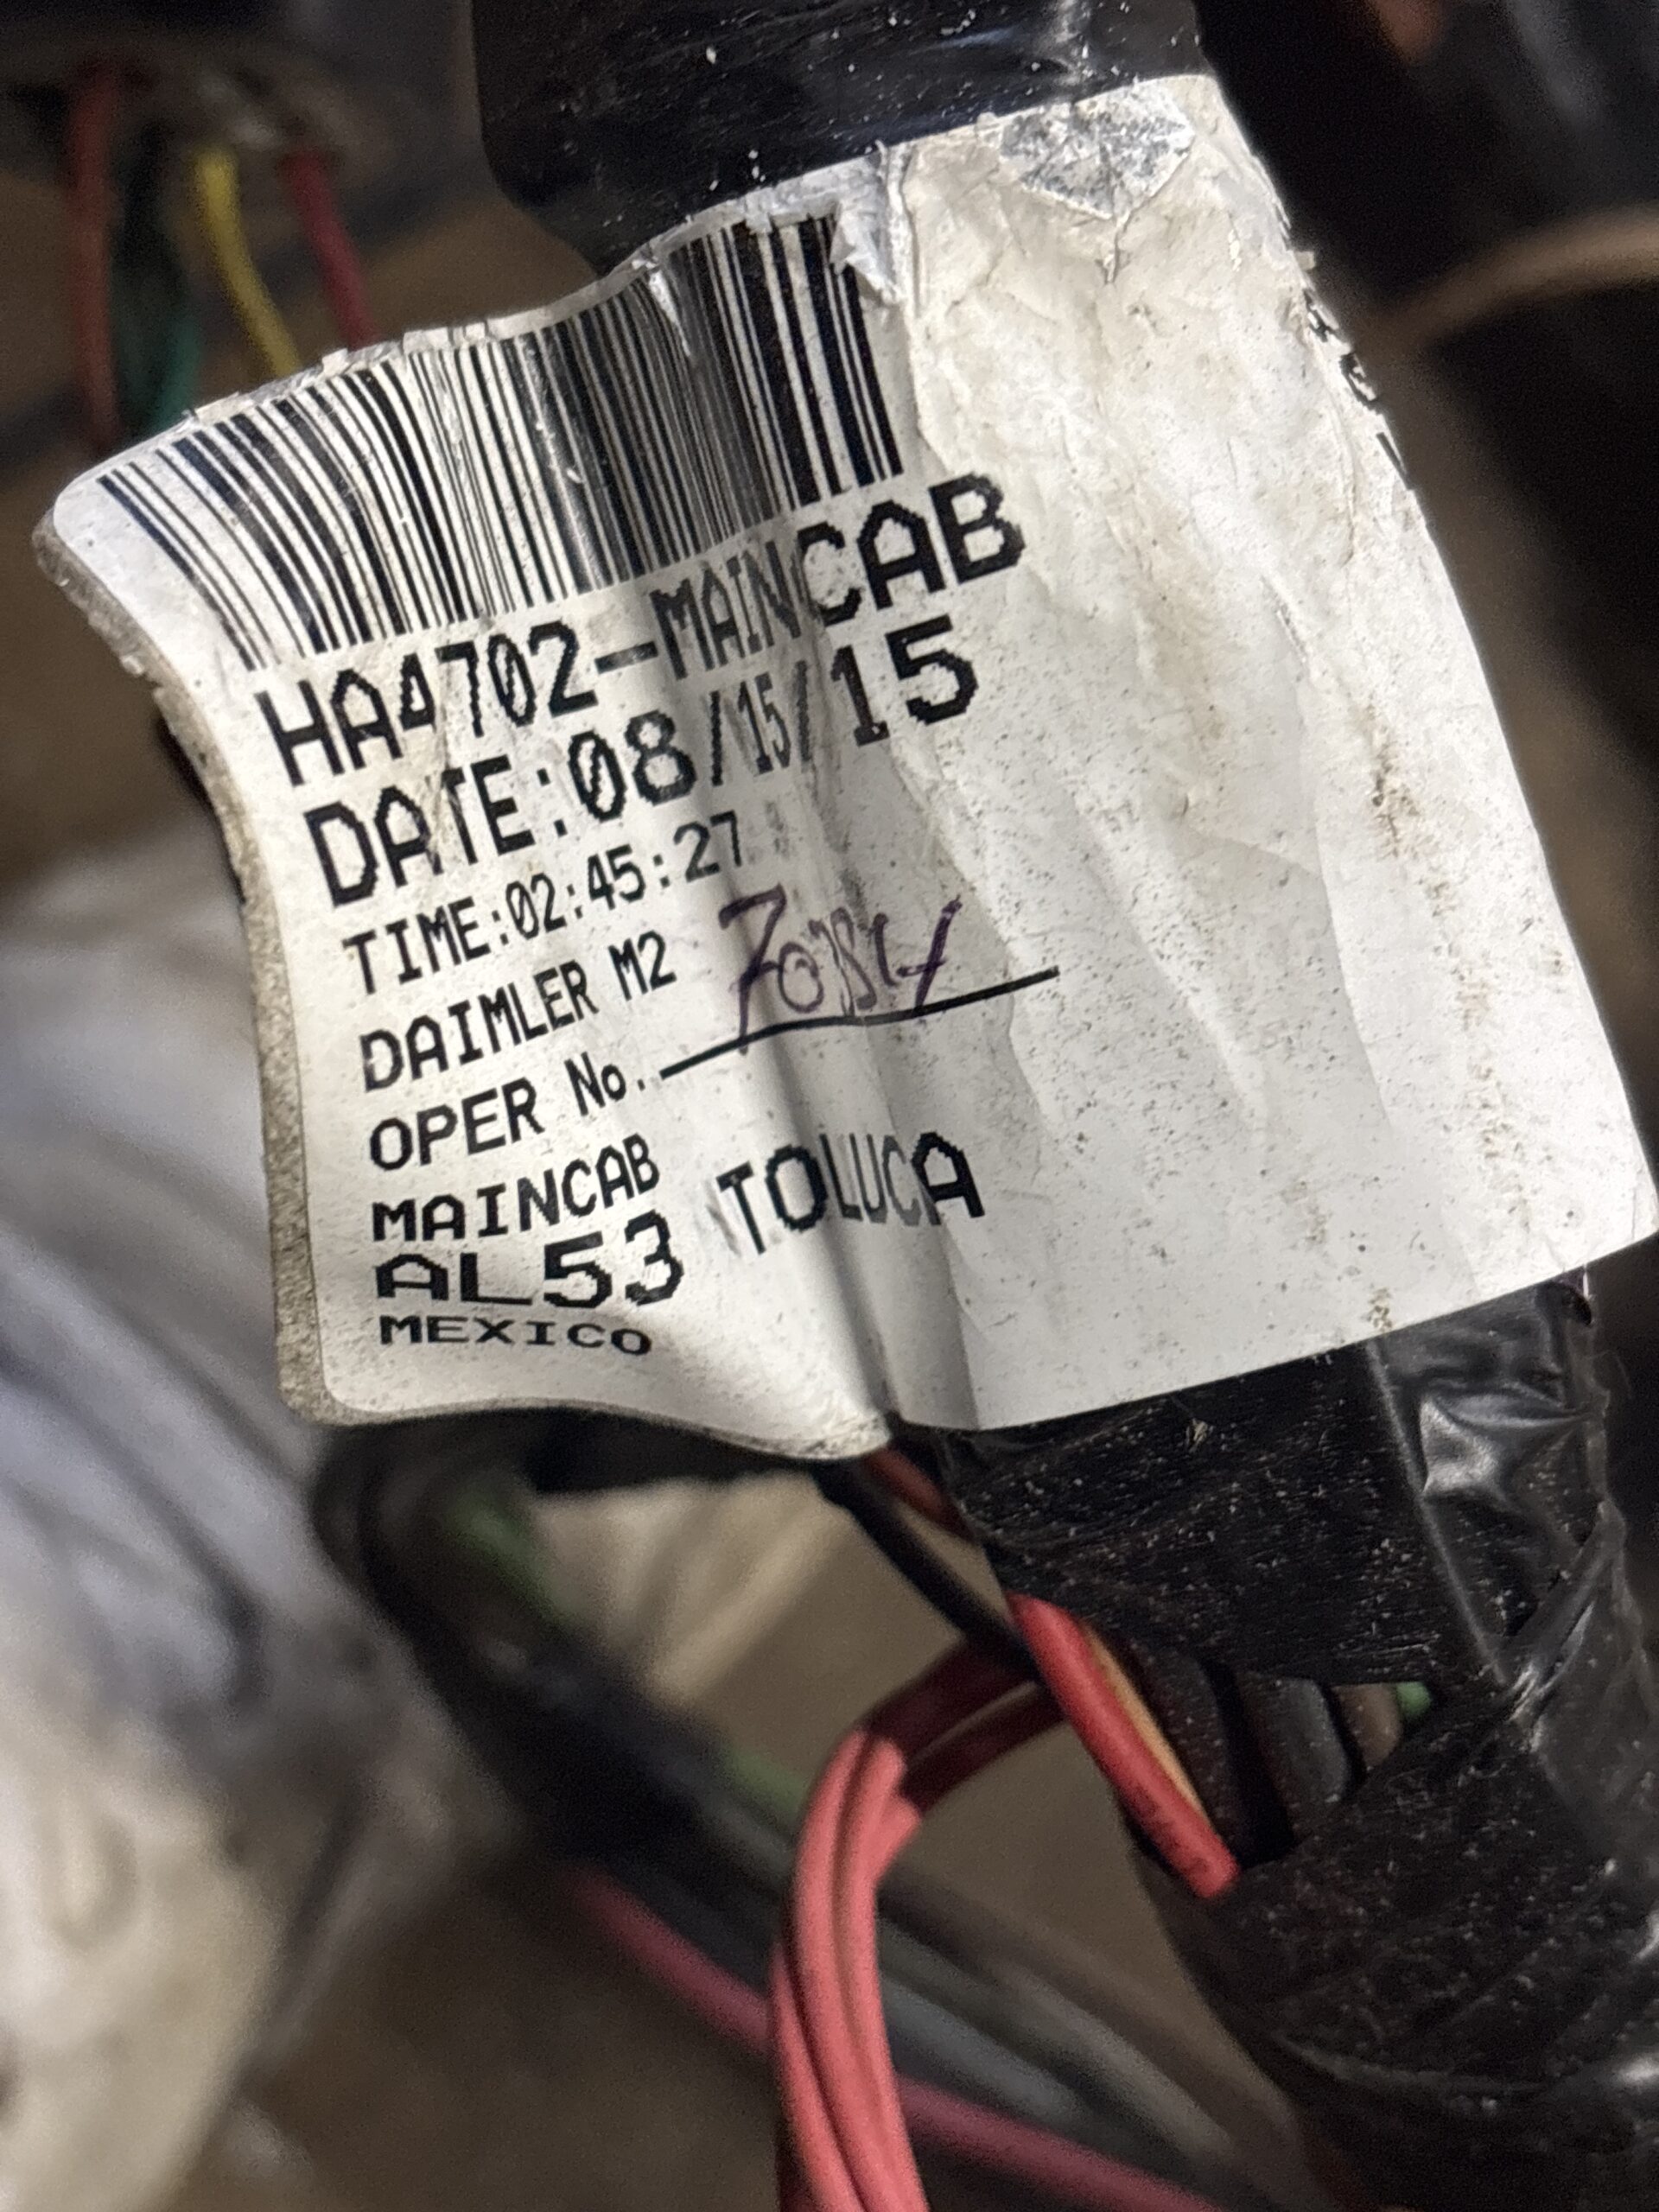 HA4702-MAINCAB
DATE:08/15/15
TIME:02:45:27
DAIMLER M2
OPER No.
MAINCAB
AL53 TOLUCA
MEXICO